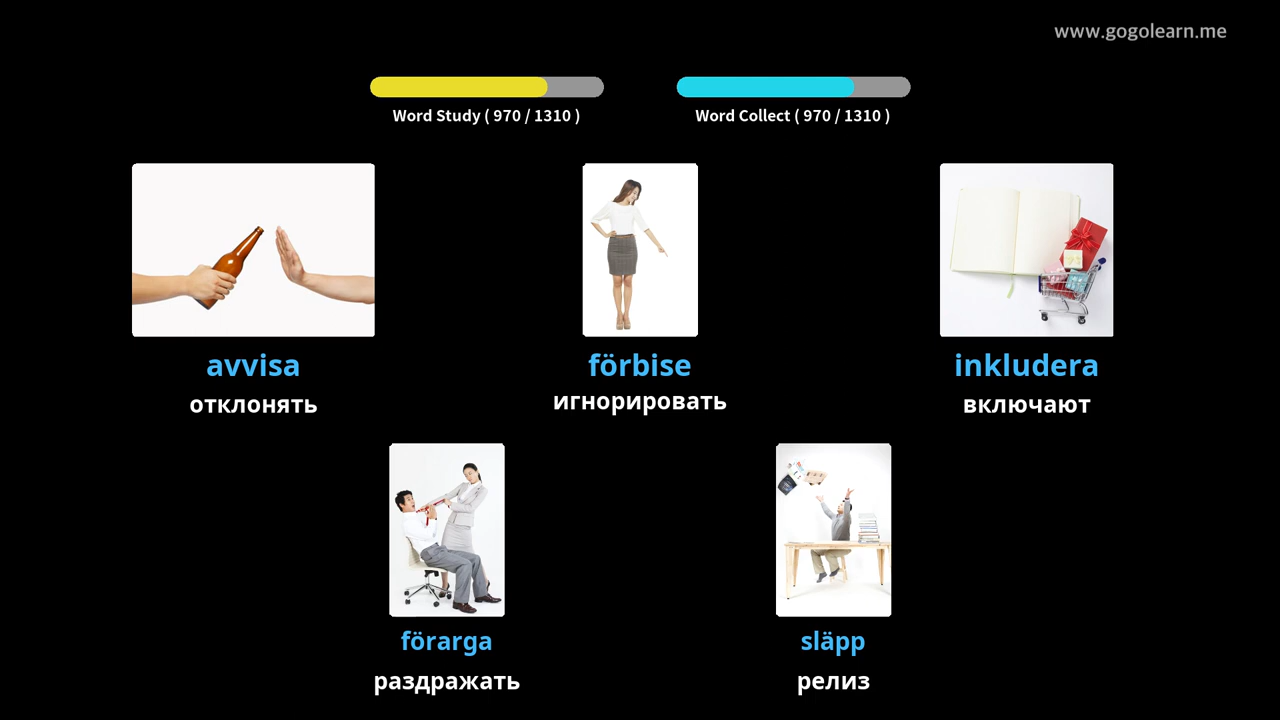 www.gogolearn.me
Word Study ( 970 / 1310 )
Word Collect ( 970 / 1310 )
avvisa
отклонять
förbise
игнорировать
inkludera
включают
förarga
раздражать
släpp
релиз